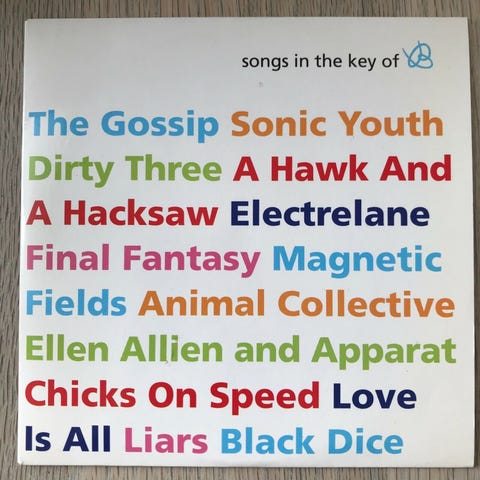 songs in the key of
The Gossip Sonic Youth
Dirty Three A Hawk And
A Hacksaw Electrelane
Final Fantasy Magnetic
Fields Animal Collective
Ellen Allien and Apparat
Chicks On Speed Love
Is All Liars Black Dice